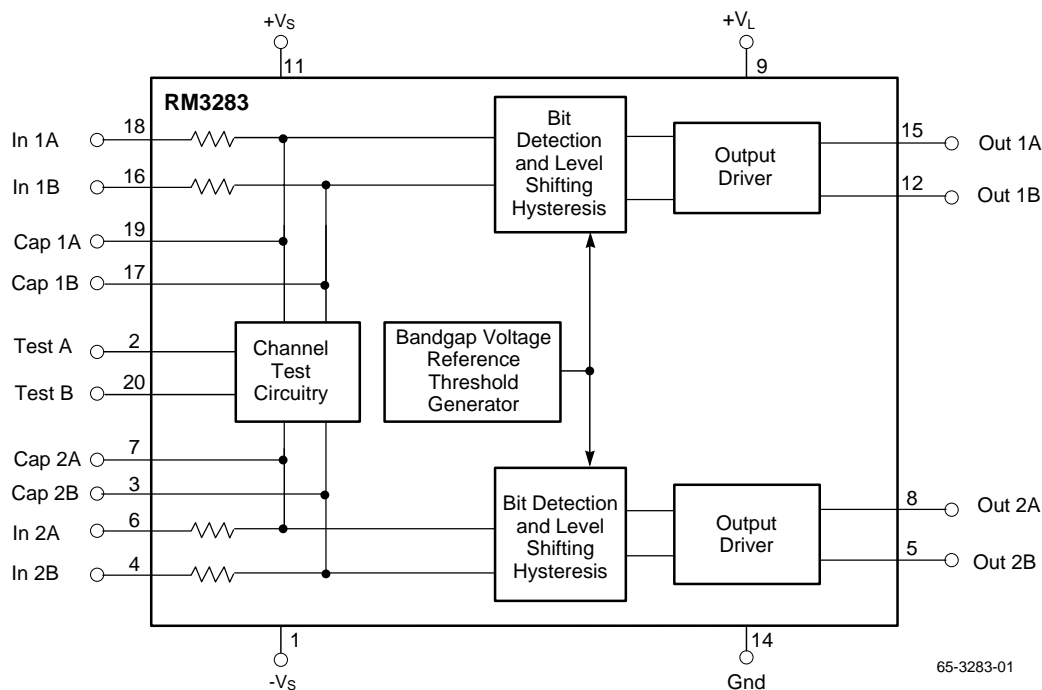 +VS
+VL
11
9
RM3283
In 1A
18
In 1B
16
Cap 1A
19
Cap 1B
17
Test A
2
Test B
20
Cap 2A
7
Cap 2B
3
In 2A
6
In 2B
4
Channel
Test
Circuitry
Bit
Detection
and Level
Shifting
Hysteresis
Output
Driver
15
Out 1A
12
Out 1B
Bandgap Voltage
Reference
Threshold
Generator
Bit Detection
and Level
Shifting
Hysteresis
Output
Driver
8
Out 2A
5
Out 2B
1
-VS
14
Gnd
65-3283-01